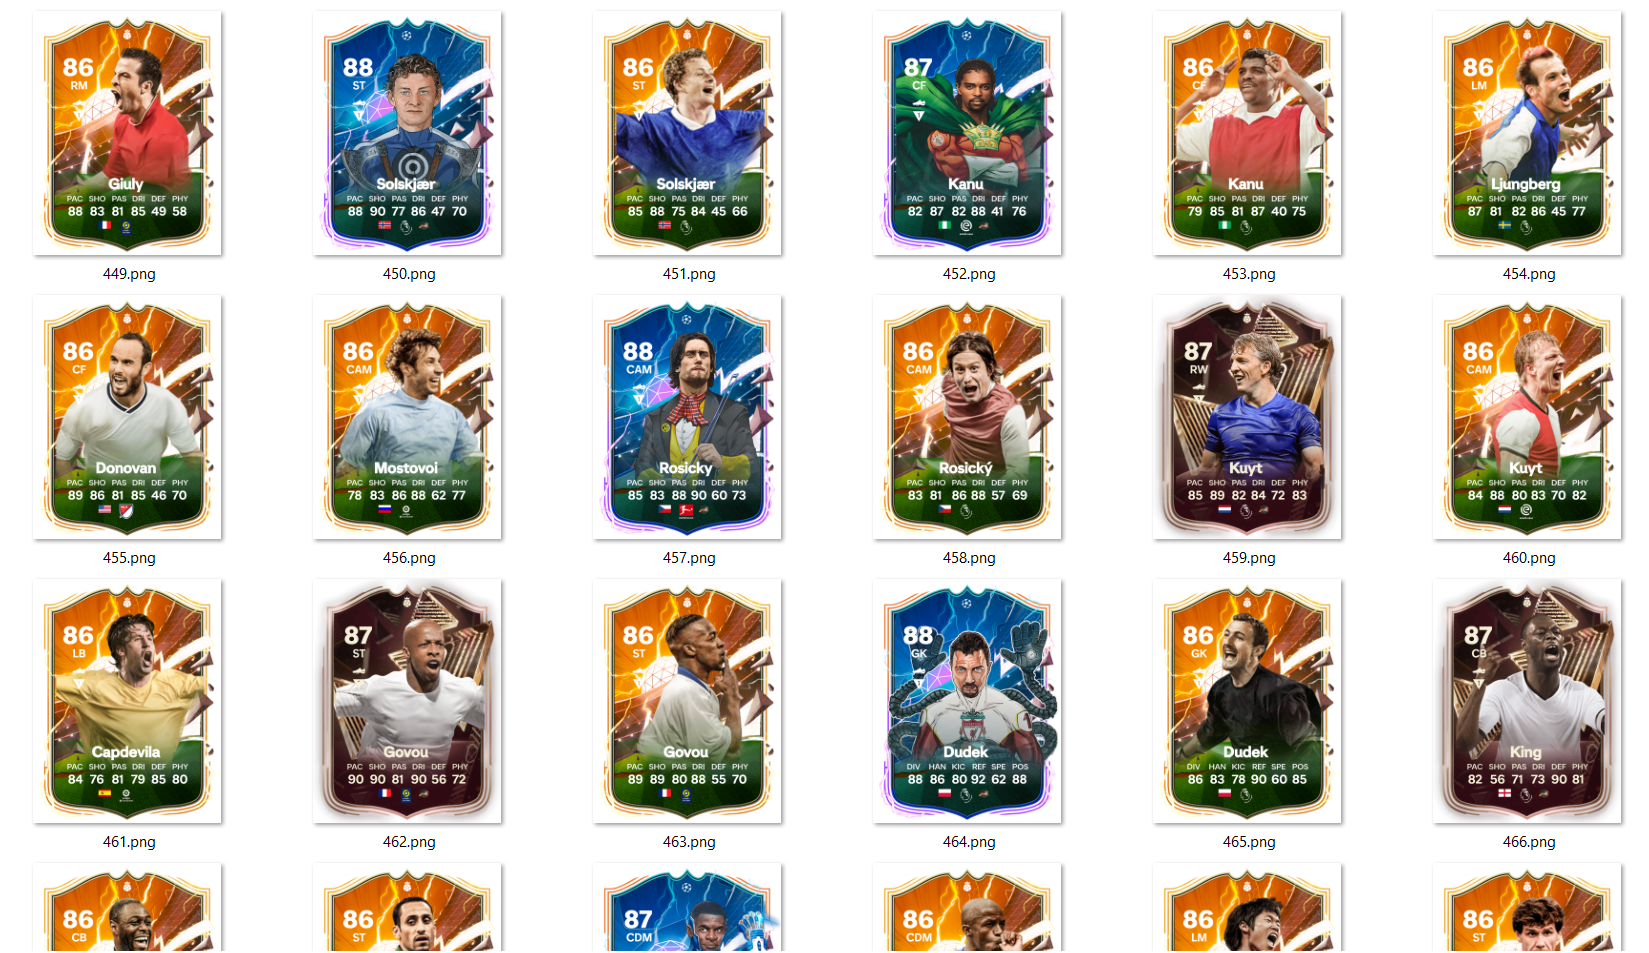 86
RM
Giuly
PAC SHO PAS DRI DEF PHY
88 83 81 85 49 58
449.png
88
ST
Solskjær
PAC SHO PAS DRI DEF PHY
88 90 77 86 47 70
450.png
86
ST
Solskjær
PAC SHO PAS DRI DEF PHY
85 88 75 84 45 66
451.png
87
CF
Kanu
PAC SHO PAS DRI DEF PHY
82 87 82 88 41 76
452.png
86
CF
Kanu
PAC SHO PAS DRI DEF PHY
79 85 81 87 40 75
453.png
86
LM
Ljungberg
PAC SHO PAS DRI DEF PHY
87 81 82 86 45 77
454.png
86
CF
Donovan
PAC SHO PAS DRI DEF PHY
89 86 81 85 46 70
455.png
86
CAM
Mostovoi
PAC SHO PAS DRI DEF PHY
78 83 86 88 62 77
456.png
88
CAM
Rosicky
PAC SHO PAS DRI DEF PHY
85 83 88 90 60 73
457.png
86
CAM
Rosický
PAC SHO PAS DRI DEF PHY
83 81 86 88 57 69
458.png
87
RW
Kuyt
PAC SHO PAS DRI DEF PHY
85 89 82 84 72 83
459.png
86
CAM
Kuyt
PAC SHO PAS DRI DEF PHY
84 88 80 83 70 82
460.png
86
LB
Capdevila
PAC SHO PAS DRI DEF PHY
84 76 81 79 85 80
461.png
87
ST
Govou
PAC SHO PAS DRI DEF PHY
90 90 81 90 56 72
462.png
86
ST
Govou
PAC SHO PAS DRI DEF PHY
89 89 80 88 55 70
463.png
88
GK
Dudek
DIV HAN KIC REF SPE POS
88 86 80 92 62 88
464.png
86
GK
Dudek
DIV HAN KIC REF SPE POS
86 83 78 90 60 85
465.png
87
CB
King
PAC SHO PAS DRI DEF PHY
82 56 71 73 90 81
466.png
86
CB
86
ST
87
CDM
86
CDM
86
LM
86
ST